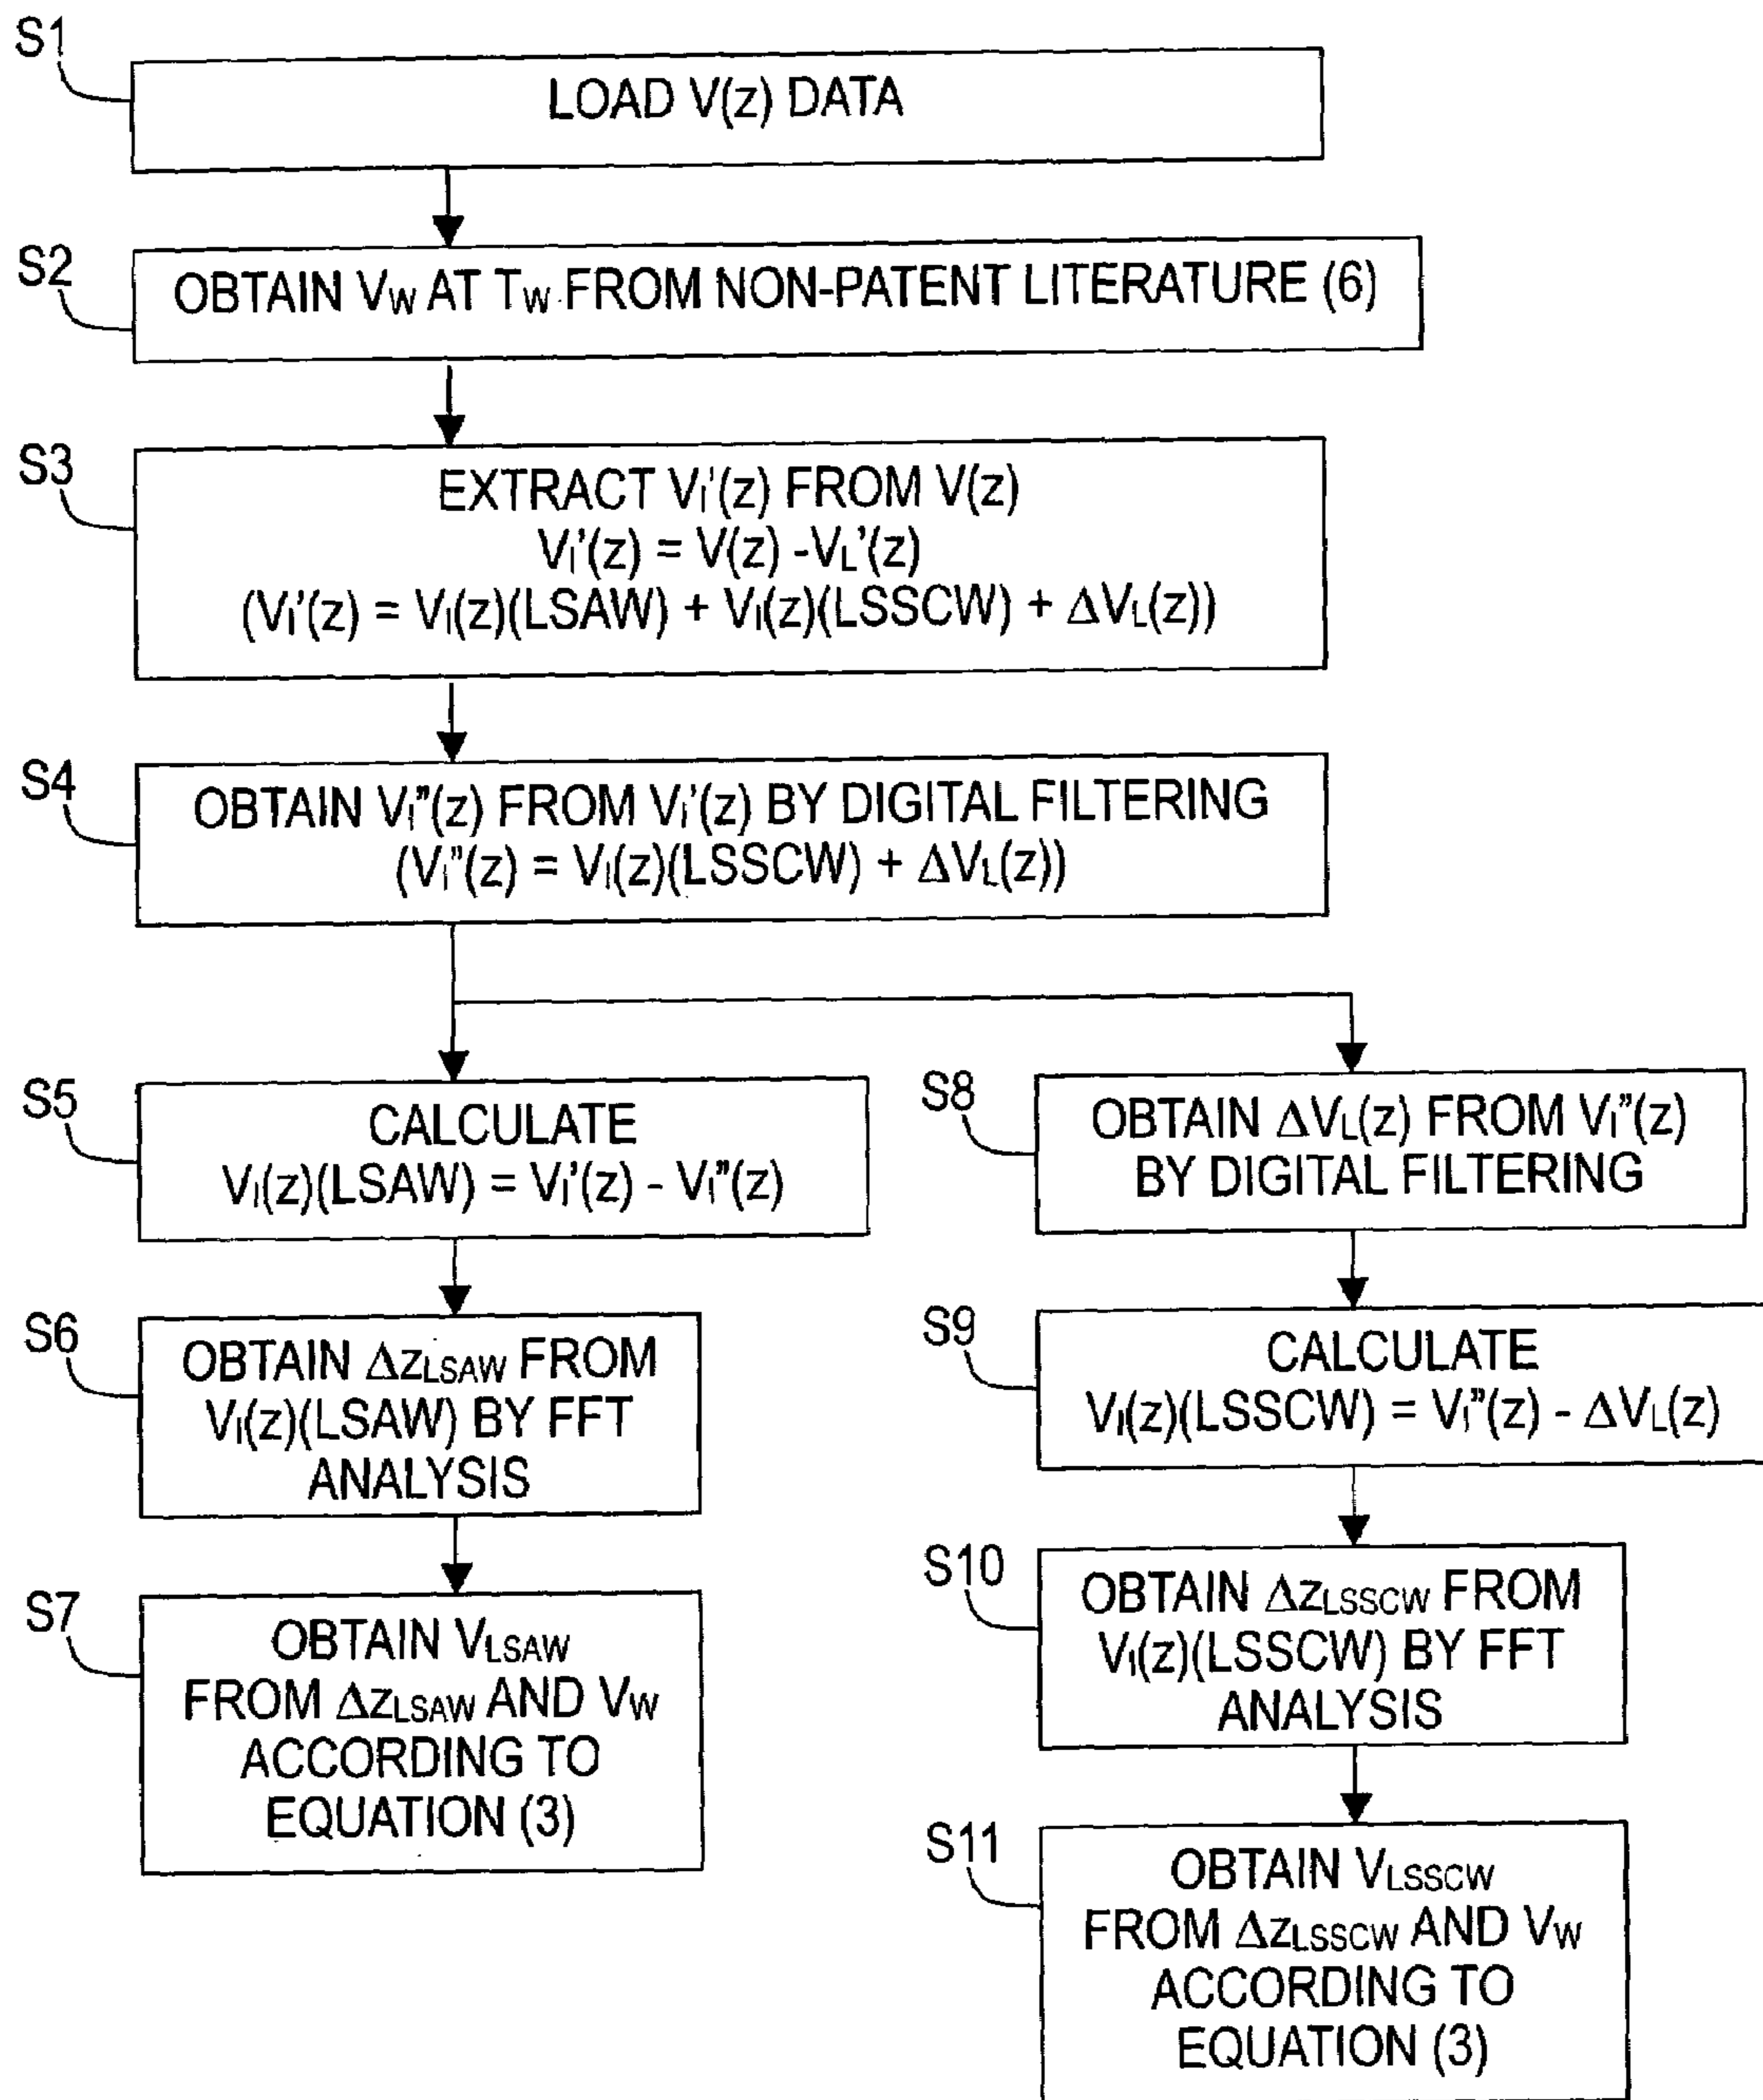 S1
LOAD V(z) DATA
S2
OBTAIN VW AT TW FROM NON-PATENT LITERATURE (6)
S3
EXTRACT VI'(z) FROM V(z)
VI'(z) = V(z) -VL'(z)
(VI'(z) = VI(z)(LSAW) + VI(z)(LSSCW) + ΔVL(z))
S4
OBTAIN VI"(z) FROM VI'(z) BY DIGITAL FILTERING
(VI"(z) = VI(z)(LSSCW) + ΔVL(z))
S5
CALCULATE
VI(z)(LSAW) = VI'(z) - VI"(z)
S6
OBTAIN ΔzLSAW FROM
VI(z)(LSAW) BY FFT
ANALYSIS
S7
OBTAIN VLSAW
FROM ΔzLSAW AND VW
ACCORDING TO
EQUATION (3)
S8
OBTAIN ΔVL(z) FROM VI"(z)
BY DIGITAL FILTERING
S9
CALCULATE
VI(z)(LSSCW) = VI"(z) - ΔVL(z)
S10
OBTAIN ΔzLSSCW FROM
VI(z)(LSSCW) BY FFT
ANALYSIS
S11
OBTAIN VLSSCW
FROM ΔzLSSCW AND VW
ACCORDING TO
EQUATION (3)